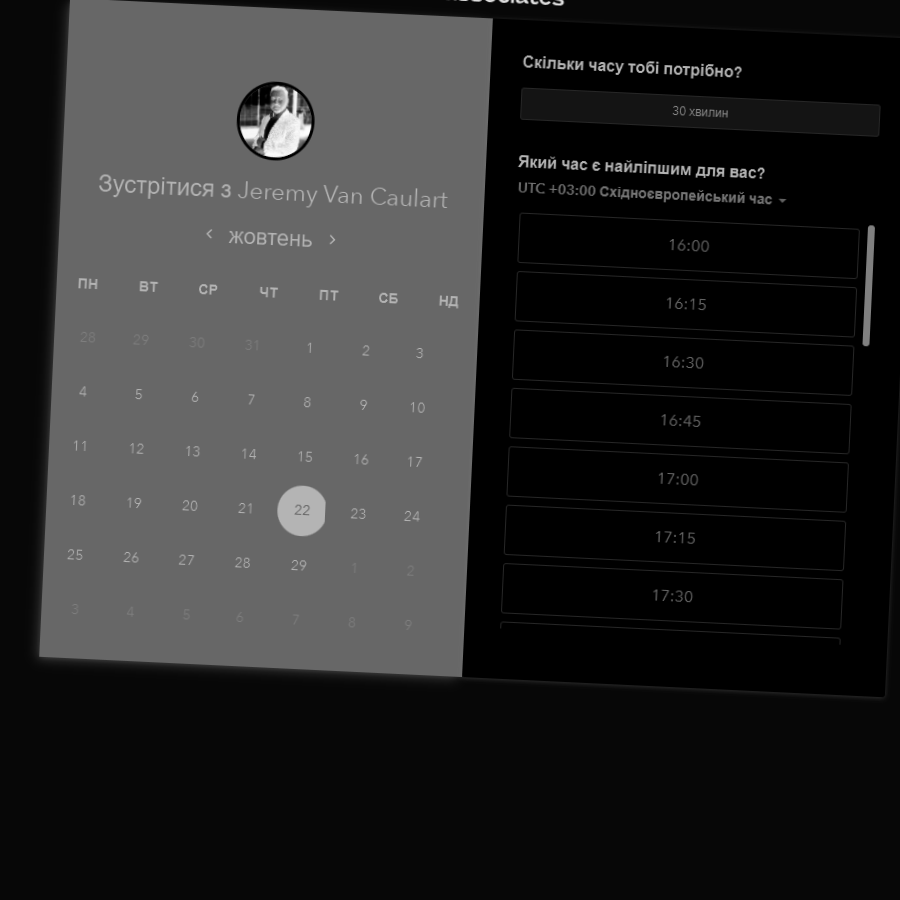 Зустрітися з Jeremy Van Caulart
‹ жовтень ›
ПН ВТ СР ЧТ ПТ СБ НД
28 29 30 31 1 2 3
4 5 6 7 8 9 10
11 12 13 14 15 16 17
18 19 20 21 22 23 24
25 26 27 28 29 1 2
3 4 5 6 7 8 9
Скільки часу тобі потрібно?
30 хвилин
Який час є найліпшим для вас?
UTC +03:00 Східноєвропейський час
16:00
16:15
16:30
16:45
17:00
17:15
17:30